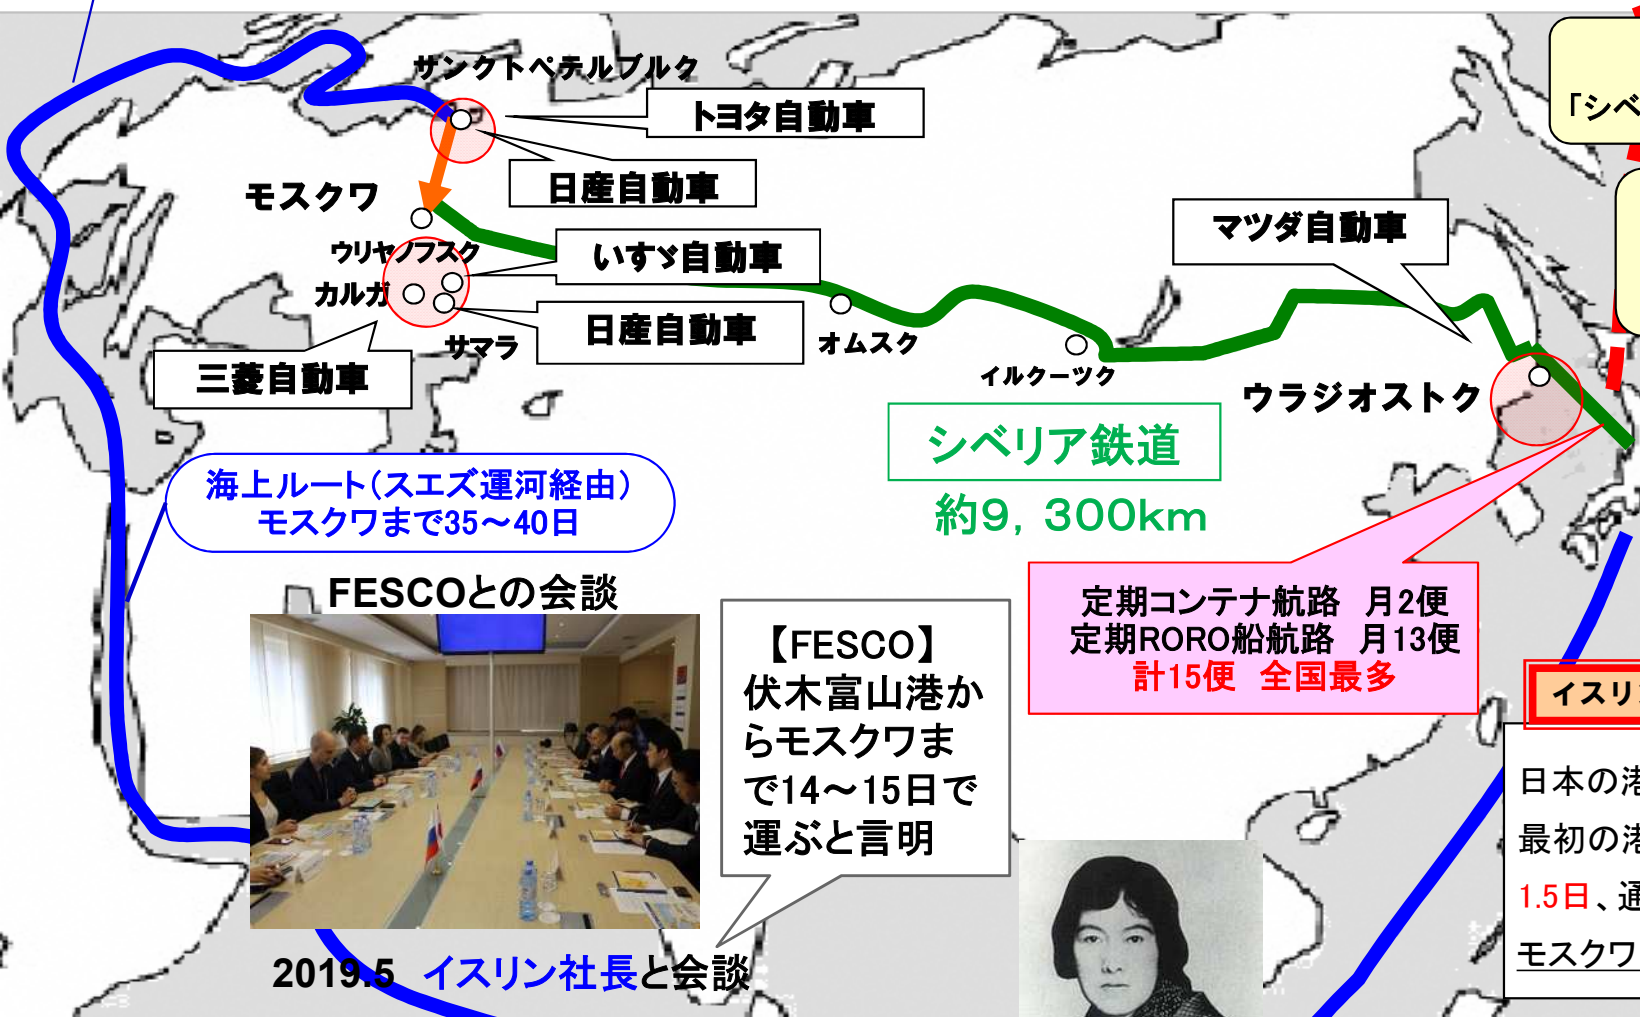 サンクトペテルブルク
トヨタ自動車
「シベ
日産自動車
モスクワ
マツダ自動車
ウリヤノフスク
いすゞ自動車
カルガ
日産自動車
サマラ
オムスク
三菱自動車
イルクーツク
ウラジオストク
シベリア鉄道
約9，300km
海上ルート（スエズ運河経由）
モスクワまで35～40日
定期コンテナ航路　月2便
定期RORO船航路　月13便
計15便　全国最多
FESCOとの会談
【FESCO】
伏木富山港か
らモスクワま
で14～15日で
運ぶと言明
2019.5　イスリン社長と会談
イスリ
日本の港
最初の港
1.5日、通
モスクワ